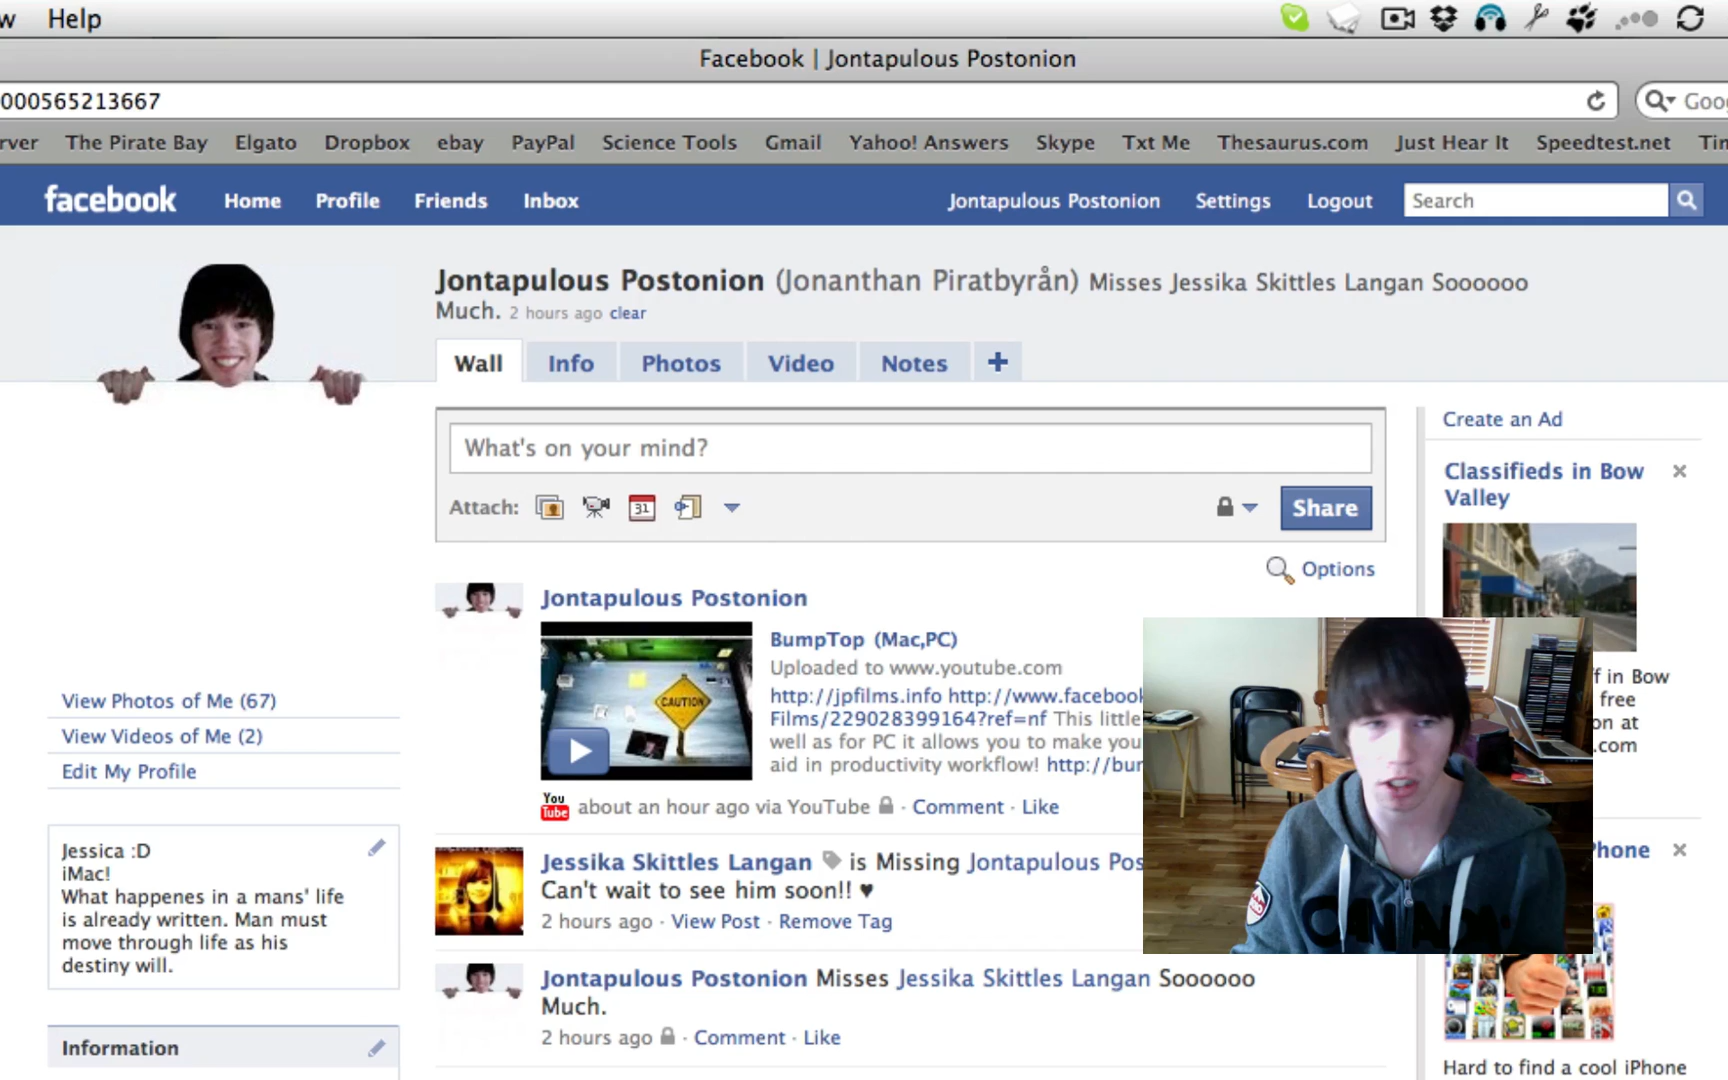 Help
Facebook | Jontapulous Postonion
000565213667
The Pirate Bay Elgato Dropbox ebay PayPal Science Tools Gmail Yahoo! Answers Skype Txt Me Thesaurus.com Just Hear It Speedtest.net
facebook Home Profile Friends Inbox Jontapulous Postonion Settings Logout Search
Jontapulous Postonion (Jonanthan Piratbyrån) Misses Jessika Skittles Langan Soooooo
Much. 2 hours ago clear
Wall Info Photos Video Notes +
What's on your mind?
Attach: 31 Share
Options
Create an Ad
Classifieds in Bow
Valley
Jontapulous Postonion
CAUTION
BumpTop (Mac,PC)
Uploaded to www.youtube.com
http://jpfilms.info http://www.facebook
Films/229028399164?ref=nf This little
well as for PC it allows you to make you
aid in productivity workflow! http://bur
You
Tube
about an hour ago via YouTube · Comment · Like
f in Bow
free
on at
.com
View Photos of Me (67)
View Videos of Me (2)
Edit My Profile
Jessica :D
iMac!
What happenes in a mans' life
is already written. Man must
move through life as his
destiny will.
Information
Jessika Skittles Langan is Missing Jontapulous Pos
Can't wait to see him soon!! ♥
2 hours ago · View Post · Remove Tag
Jontapulous Postonion Misses Jessika Skittles Langan Soooooo
Much.
2 hours ago · Comment · Like
Phone
Hard to find a cool iPhone